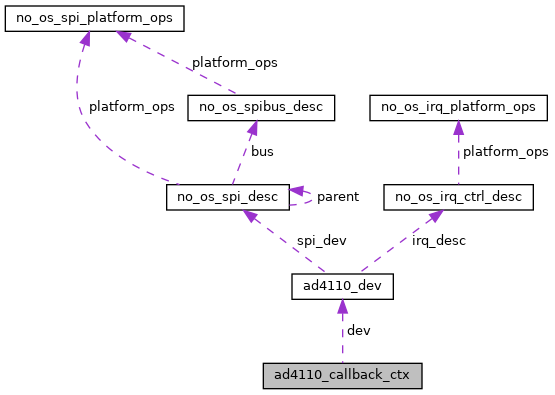 no_os_spi_platform_ops
platform_ops
no_os_spibus_desc
no_os_irq_platform_ops
platform_ops
bus
platform_ops
no_os_spi_desc
parent
no_os_irq_ctrl_desc
spi_dev
irq_desc
ad4110_dev
dev
ad4110_callback_ctx